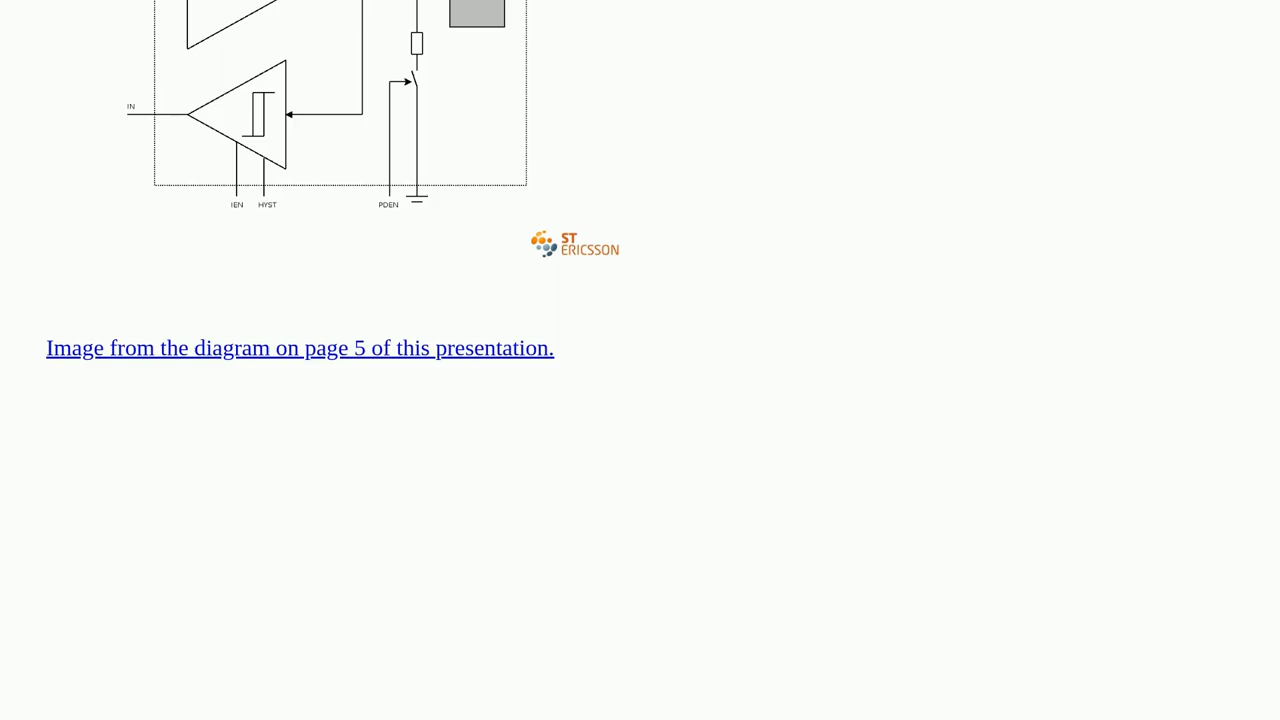 IN
IEN HYST PDEN
ST
ERICSSON
Image from the diagram on page 5 of this presentation.